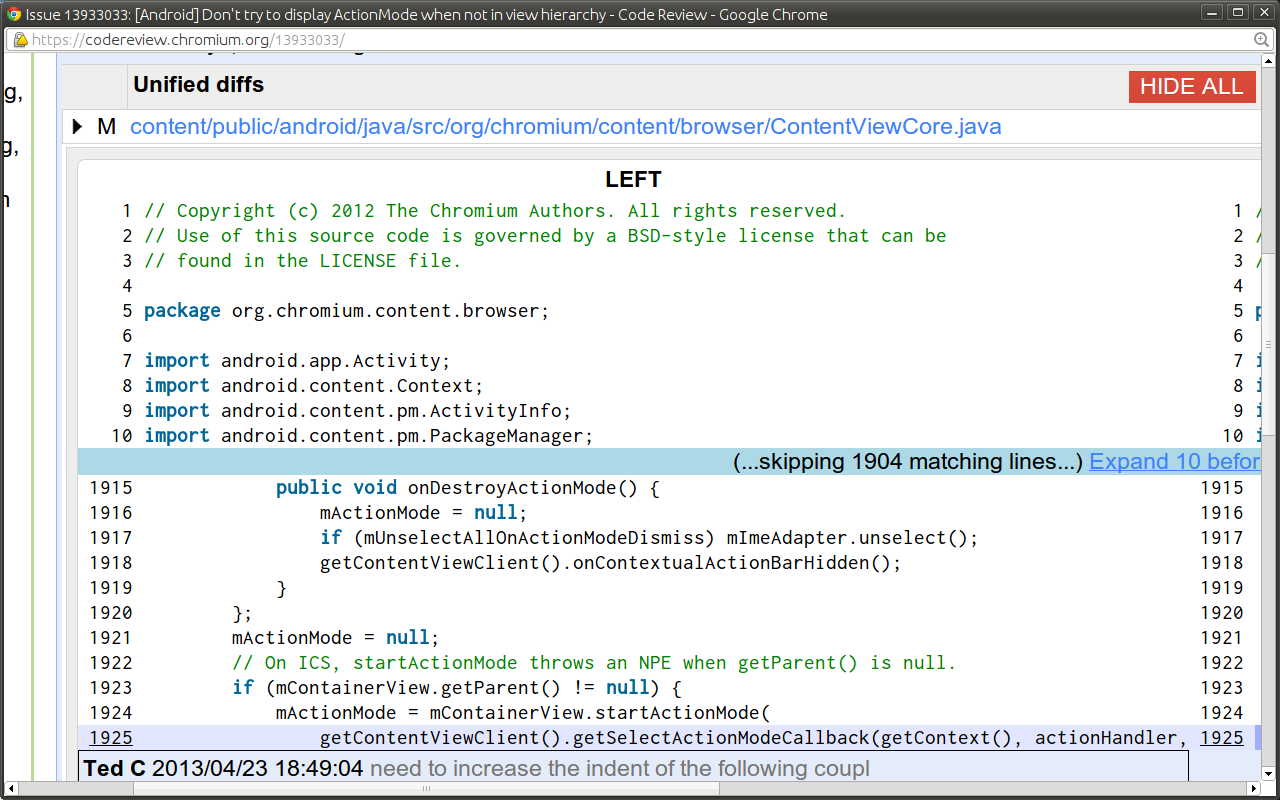 Issue 13933033: [Android] Don't try to display ActionMode when not in view hierarchy - Code Review - Google Chrome
https://codereview.chromium.org/13933033/
g,
g,
Unified diffs
HIDE ALL
M content/public/android/java/src/org/chromium/content/browser/ContentViewCore.java
LEFT
1 // Copyright (c) 2012 The Chromium Authors. All rights reserved. 1 /
2 // Use of this source code is governed by a BSD-style license that can be 2 /
3 // found in the LICENSE file. 3 /
4 4
5 package org.chromium.content.browser; 5 p
6 6
7 import android.app.Activity; 7 i
8 import android.content.Context; 8 i
9 import android.content.pm.ActivityInfo; 9 i
10 import android.content.pm.PackageManager; 10 i
(...skipping 1904 matching lines...) Expand 10 befor
1915 public void onDestroyActionMode() { 1915
1916 mActionMode = null; 1916
1917 if (mUnselectAllOnActionModeDismiss) mImeAdapter.unselect(); 1917
1918 getContentViewClient().onContextualActionBarHidden(); 1918
1919 } 1919
1920 }; 1920
1921 mActionMode = null; 1921
1922 // On ICS, startActionMode throws an NPE when getParent() is null. 1922
1923 if (mContainerView.getParent() != null) { 1923
1924 mActionMode = mContainerView.startActionMode( 1924
1925 getContentViewClient().getSelectActionModeCallback(getContext(), actionHandler, 1925
Ted C 2013/04/23 18:49:04 need to increase the indent of the following coupl